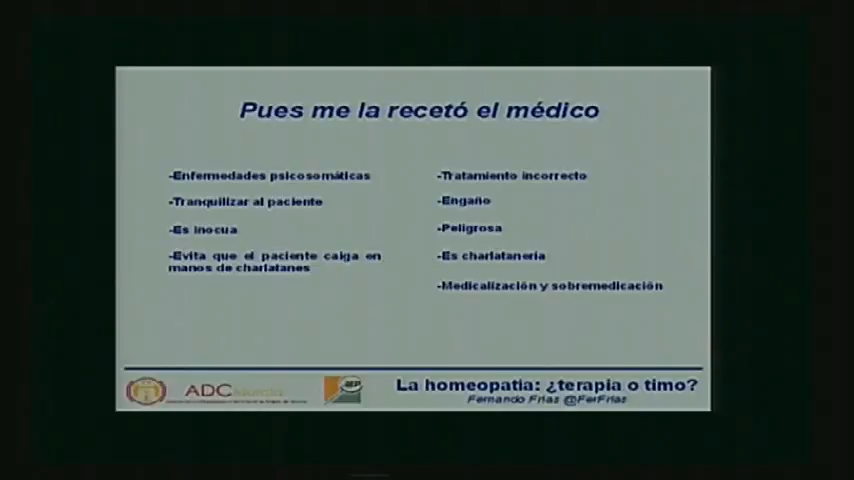 Pues me la recetó el médico
-Enfermedades psicosomáticas
-Tranquilizar al paciente
-Es inocua
-Evita que el paciente caiga en
manos de charlatanes
-Tratamiento incorrecto
-Engaño
-Peligrosa
-Es charlatanería
-Medicalización y sobremedicación
ADC
La homeopatia: ¿terapia o timo?
Fernando Frías @FerFrias